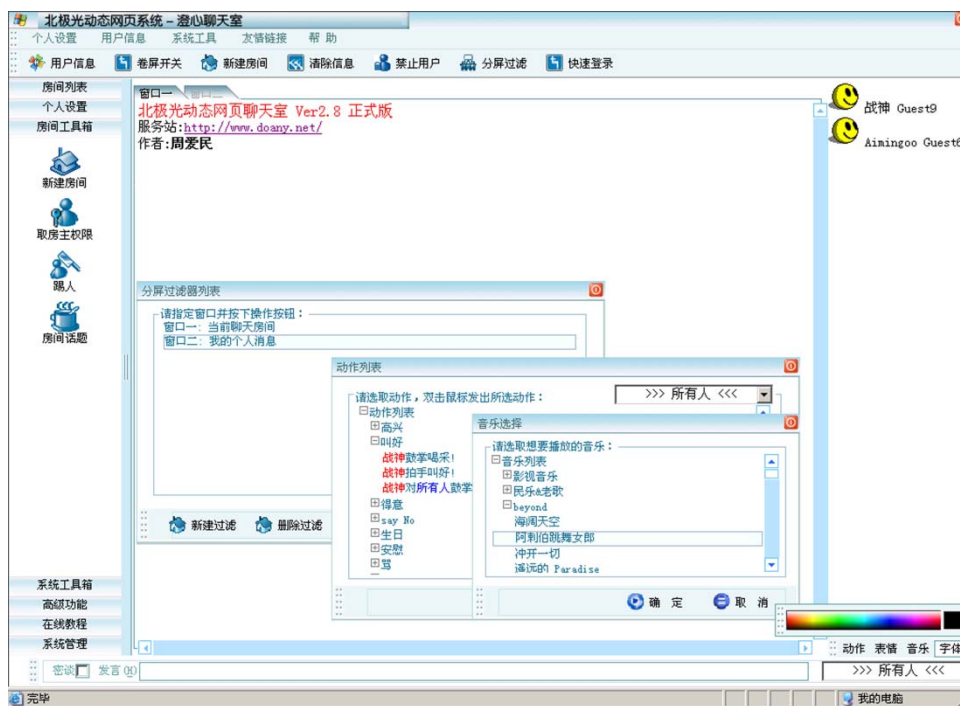 北极光动态网页系统 – 澄心聊天室
个人设置 用户信息 系统工具 友情链接 帮 助
用户信息 卷屏开关 新建房间 清除信息 禁止用户 分屏过滤 快速登录
房间列表
个人设置
房间工具箱
新建房间
取房主权限
踢人
房间话题
系统工具箱
高级功能
在线教程
系统管理
窗口一 窗口二
北极光动态网页聊天室 Ver2.8 正式版
服务站:http://www.doany.net/
作者:周爱民
战神 Guest9
Aimingoo Guest6
分屏过滤器列表
请指定窗口并按下操作按钮：
窗口一: 当前聊天房间
窗口二: 我的个人消息
新建过滤 删除过滤
动作列表
请选取动作，双击鼠标发出所选动作：
>>> 所有人 <<<
动作列表
高兴
叫好
战神鼓掌喝采!
战神拍手叫好!
战神对所有人鼓掌
得意
say No
生日
安慰
骂
音乐选择
请选取想要播放的音乐：
音乐列表
影视音乐
民乐&老歌
beyond
海阔天空
阿刺伯跳舞女郎
冲开一切
遥远的 Paradise
确 定 取 消
动作 表情 音乐 字体
密谈 发言(H)
>>> 所有人 <<<
完毕 我的电脑